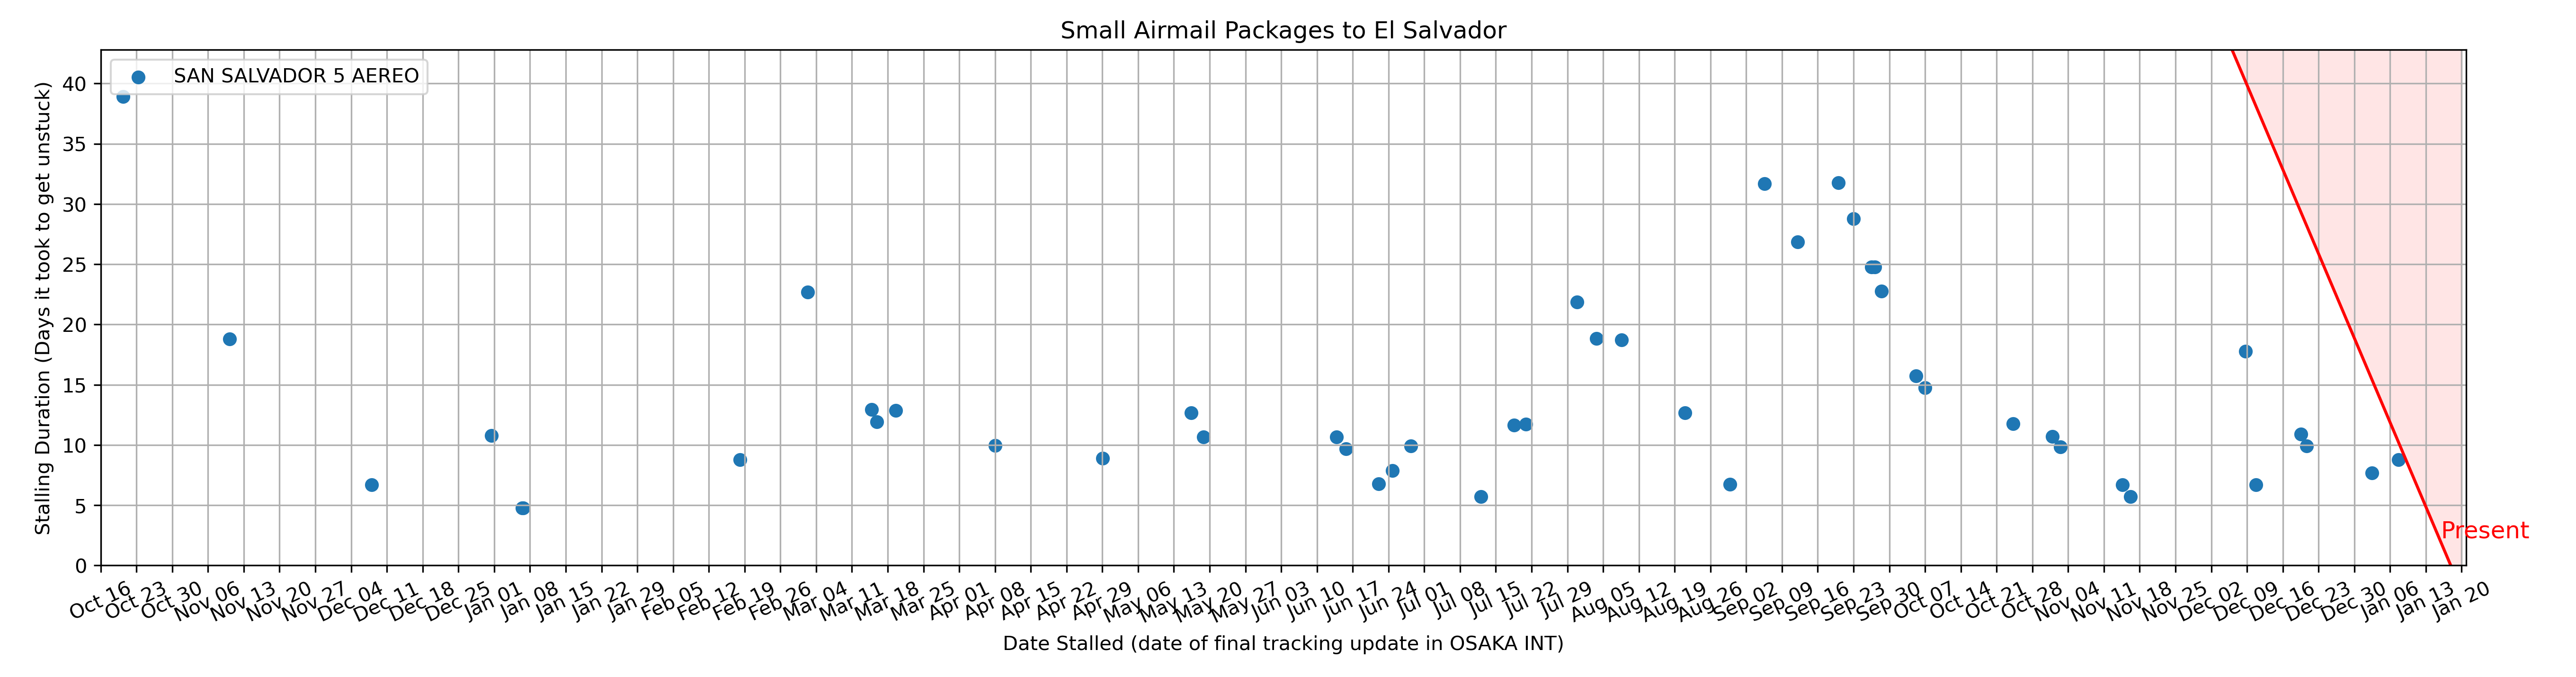 Small Airmail Packages to El Salvador
SAN SALVADOR 5 AEREO
Stalling Duration (Days it took to get unstuck)
40
35
30
25
20
15
10
5
0
Present
Oct 16 Oct 23 Oct 30 Nov 06 Nov 13 Nov 20 Nov 27 Dec 04 Dec 11 Dec 18 Dec 25 Jan 01 Jan 08 Jan 15 Jan 22 Jan 29 Feb 05 Feb 12 Feb 19 Feb 26 Mar 04 Mar 11 Mar 18 Mar 25 Apr 01 Apr 08 Apr 15 Apr 22 Apr 29 May 06 May 13 May 20 May 27 Jun 03 Jun 10 Jun 17 Jun 24 Jul 01 Jul 08 Jul 15 Jul 22 Jul 29 Aug 05 Aug 12 Aug 19 Aug 26 Sep 02 Sep 09 Sep 16 Sep 23 Sep 30 Oct 07 Oct 14 Oct 21 Oct 28 Nov 04 Nov 11 Nov 18 Nov 25 Dec 02 Dec 09 Dec 16 Dec 23 Dec 30 Jan 06 Jan 13 Jan 20
Date Stalled (date of final tracking update in OSAKA INT)